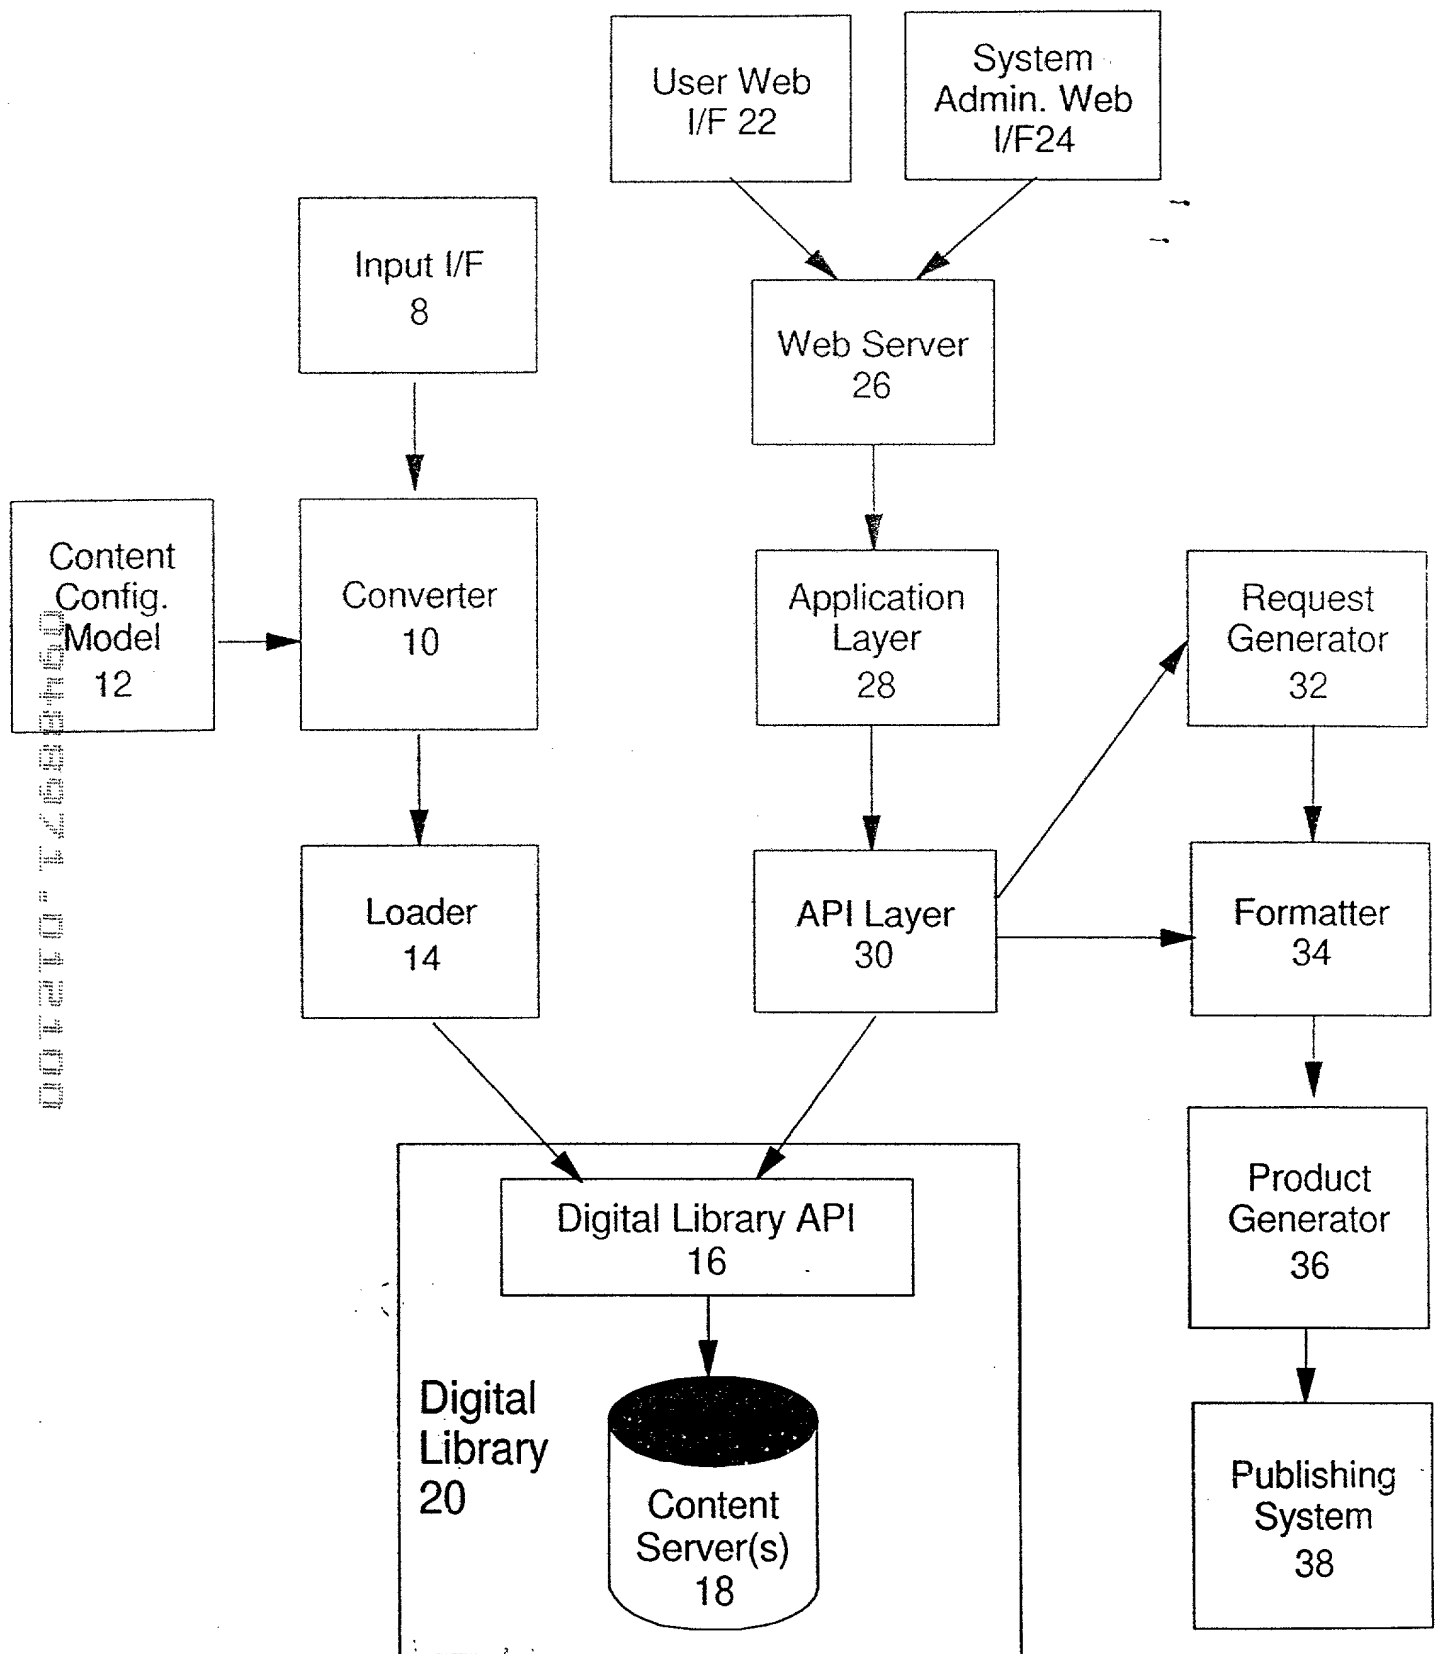 User Web
I/F 22
System
Admin. Web
I/F24
Input I/F
8
Web Server
26
Content
Config.
Model
12
Converter
10
Application
Layer
28
Request
Generator
32
Loader
14
API Layer
30
Formatter
34
Digital Library API
16
Product
Generator
36
Digital
Library
20
Content
Server(s)
18
Publishing
System
38